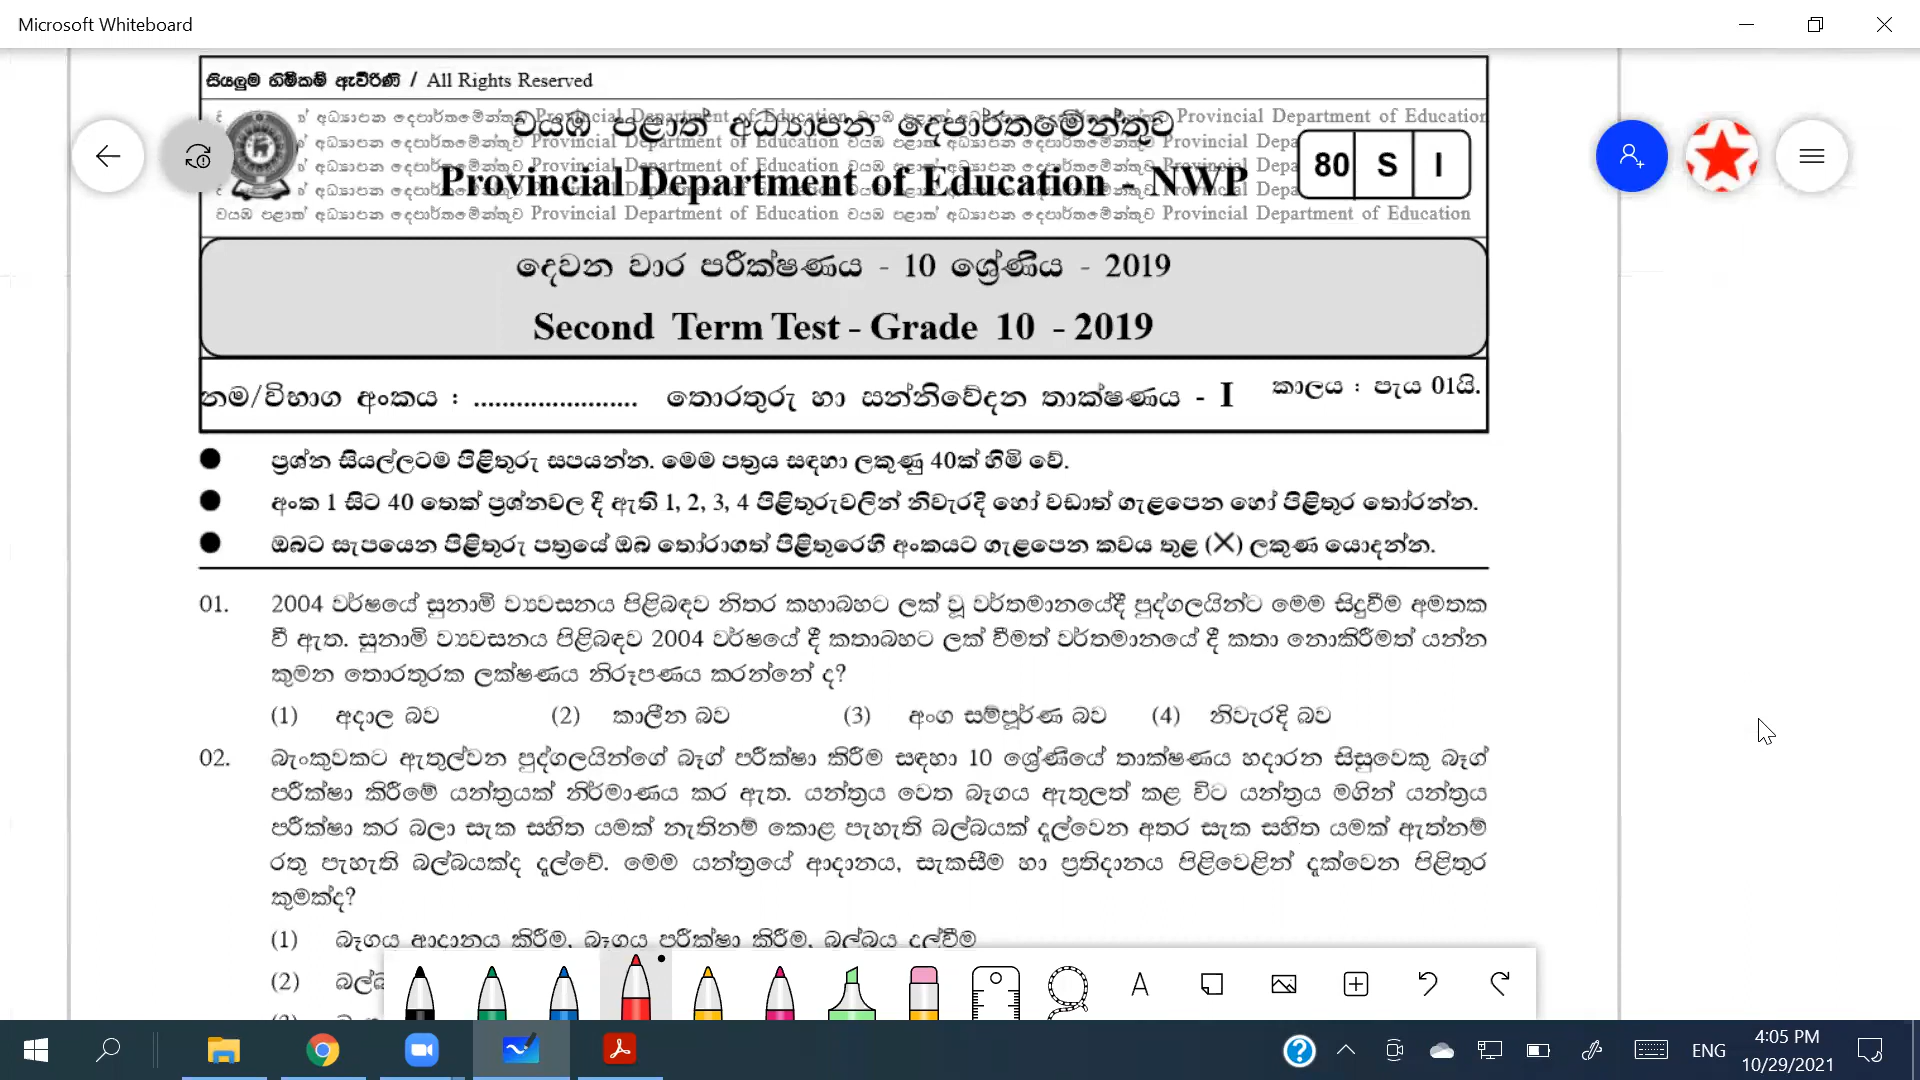 Microsoft Whiteboard
සියලුම හිමිකම් ඇවිරිණි / All Rights Reserved
වයඹ පළාත් අධ්‍යාපන දෙපාර්තමේන්තුව
Provincial Department of Education - NWP
80 S I
දෙවන වාර පරීක්ෂණය - 10 ශ්‍රේණිය - 2019
Second Term Test - Grade 10 - 2019
නම/විභාග අංකය : ....................... තොරතුරු හා සන්නිවේදන තාක්ෂණය - I කාලය : පැය 01යි.
● ප්‍රශ්න සියල්ලටම පිළිතුරු සපයන්න. මෙම පත්‍රය සඳහා ලකුණු 40ක් හිමි වේ.
● අංක 1 සිට 40 තෙක් ප්‍රශ්නවල දී ඇති 1, 2, 3, 4 පිළිතුරුවලින් නිවැරදි හෝ වඩාත් ගැළපෙන හෝ පිළිතුර තෝරන්න.
● ඔබට සැපයෙන පිළිතුරු පත්‍රයේ ඔබ තෝරාගත් පිළිතුරෙහි අංකයට ගැළපෙන කවය තුළ (X) ලකුණ යොදන්න.
01. 2004 වර්ෂයේ සුනාමි ව්‍යවසනය පිළිබඳව නිතර කහාබහට ලක් වූ වර්තමානයේදී පුද්ගලයින්ට මෙම සිදුවීම අමතක
වී ඇත. සුනාමි ව්‍යවසනය පිළිබඳව 2004 වර්ෂයේ දී කතාබහට ලක් වීමත් වර්තමානයේ දී කතා නොකිරීමත් යන්න
කුමන තොරතුරක ලක්ෂණය නිරූපණය කරන්නේ ද?
(1) අදාල බව (2) කාලීන බව (3) අංග සම්පූර්ණ බව (4) නිවැරදි බව
02. බැංකුවකට ඇතුල්වන පුද්ගලයින්ගේ බෑග් පරීක්ෂා කිරීම සඳහා 10 ශ්‍රේණියේ තාක්ෂණය හදාරන සිසුවෙකු බෑග්
පරීක්ෂා කිරීමේ යන්ත්‍රයක් නිර්මාණය කර ඇත. යන්ත්‍රය වෙත බෑගය ඇතුලත් කළ විට යන්ත්‍රය මගින් යන්ත්‍රය
පරීක්ෂා කර බලා සැක සහිත යමක් නැතිනම් කොළ පැහැති බල්බයක් දැල්වෙන අතර සැක සහිත යමක් ඇත්නම්
රතු පැහැති බල්බයක්ද දැල්වේ. මෙම යන්ත්‍රයේ ආදානය, සැකසීම හා ප්‍රතිදානය පිළිවෙළින් දැක්වෙන පිළිතුර
කුමක්ද?
(1) බෑගය ආදානය කිරීම, බෑගය පරීක්ෂා කිරීම, බල්බය දැල්වීම
(2)
ENG
4:05 PM
10/29/2021